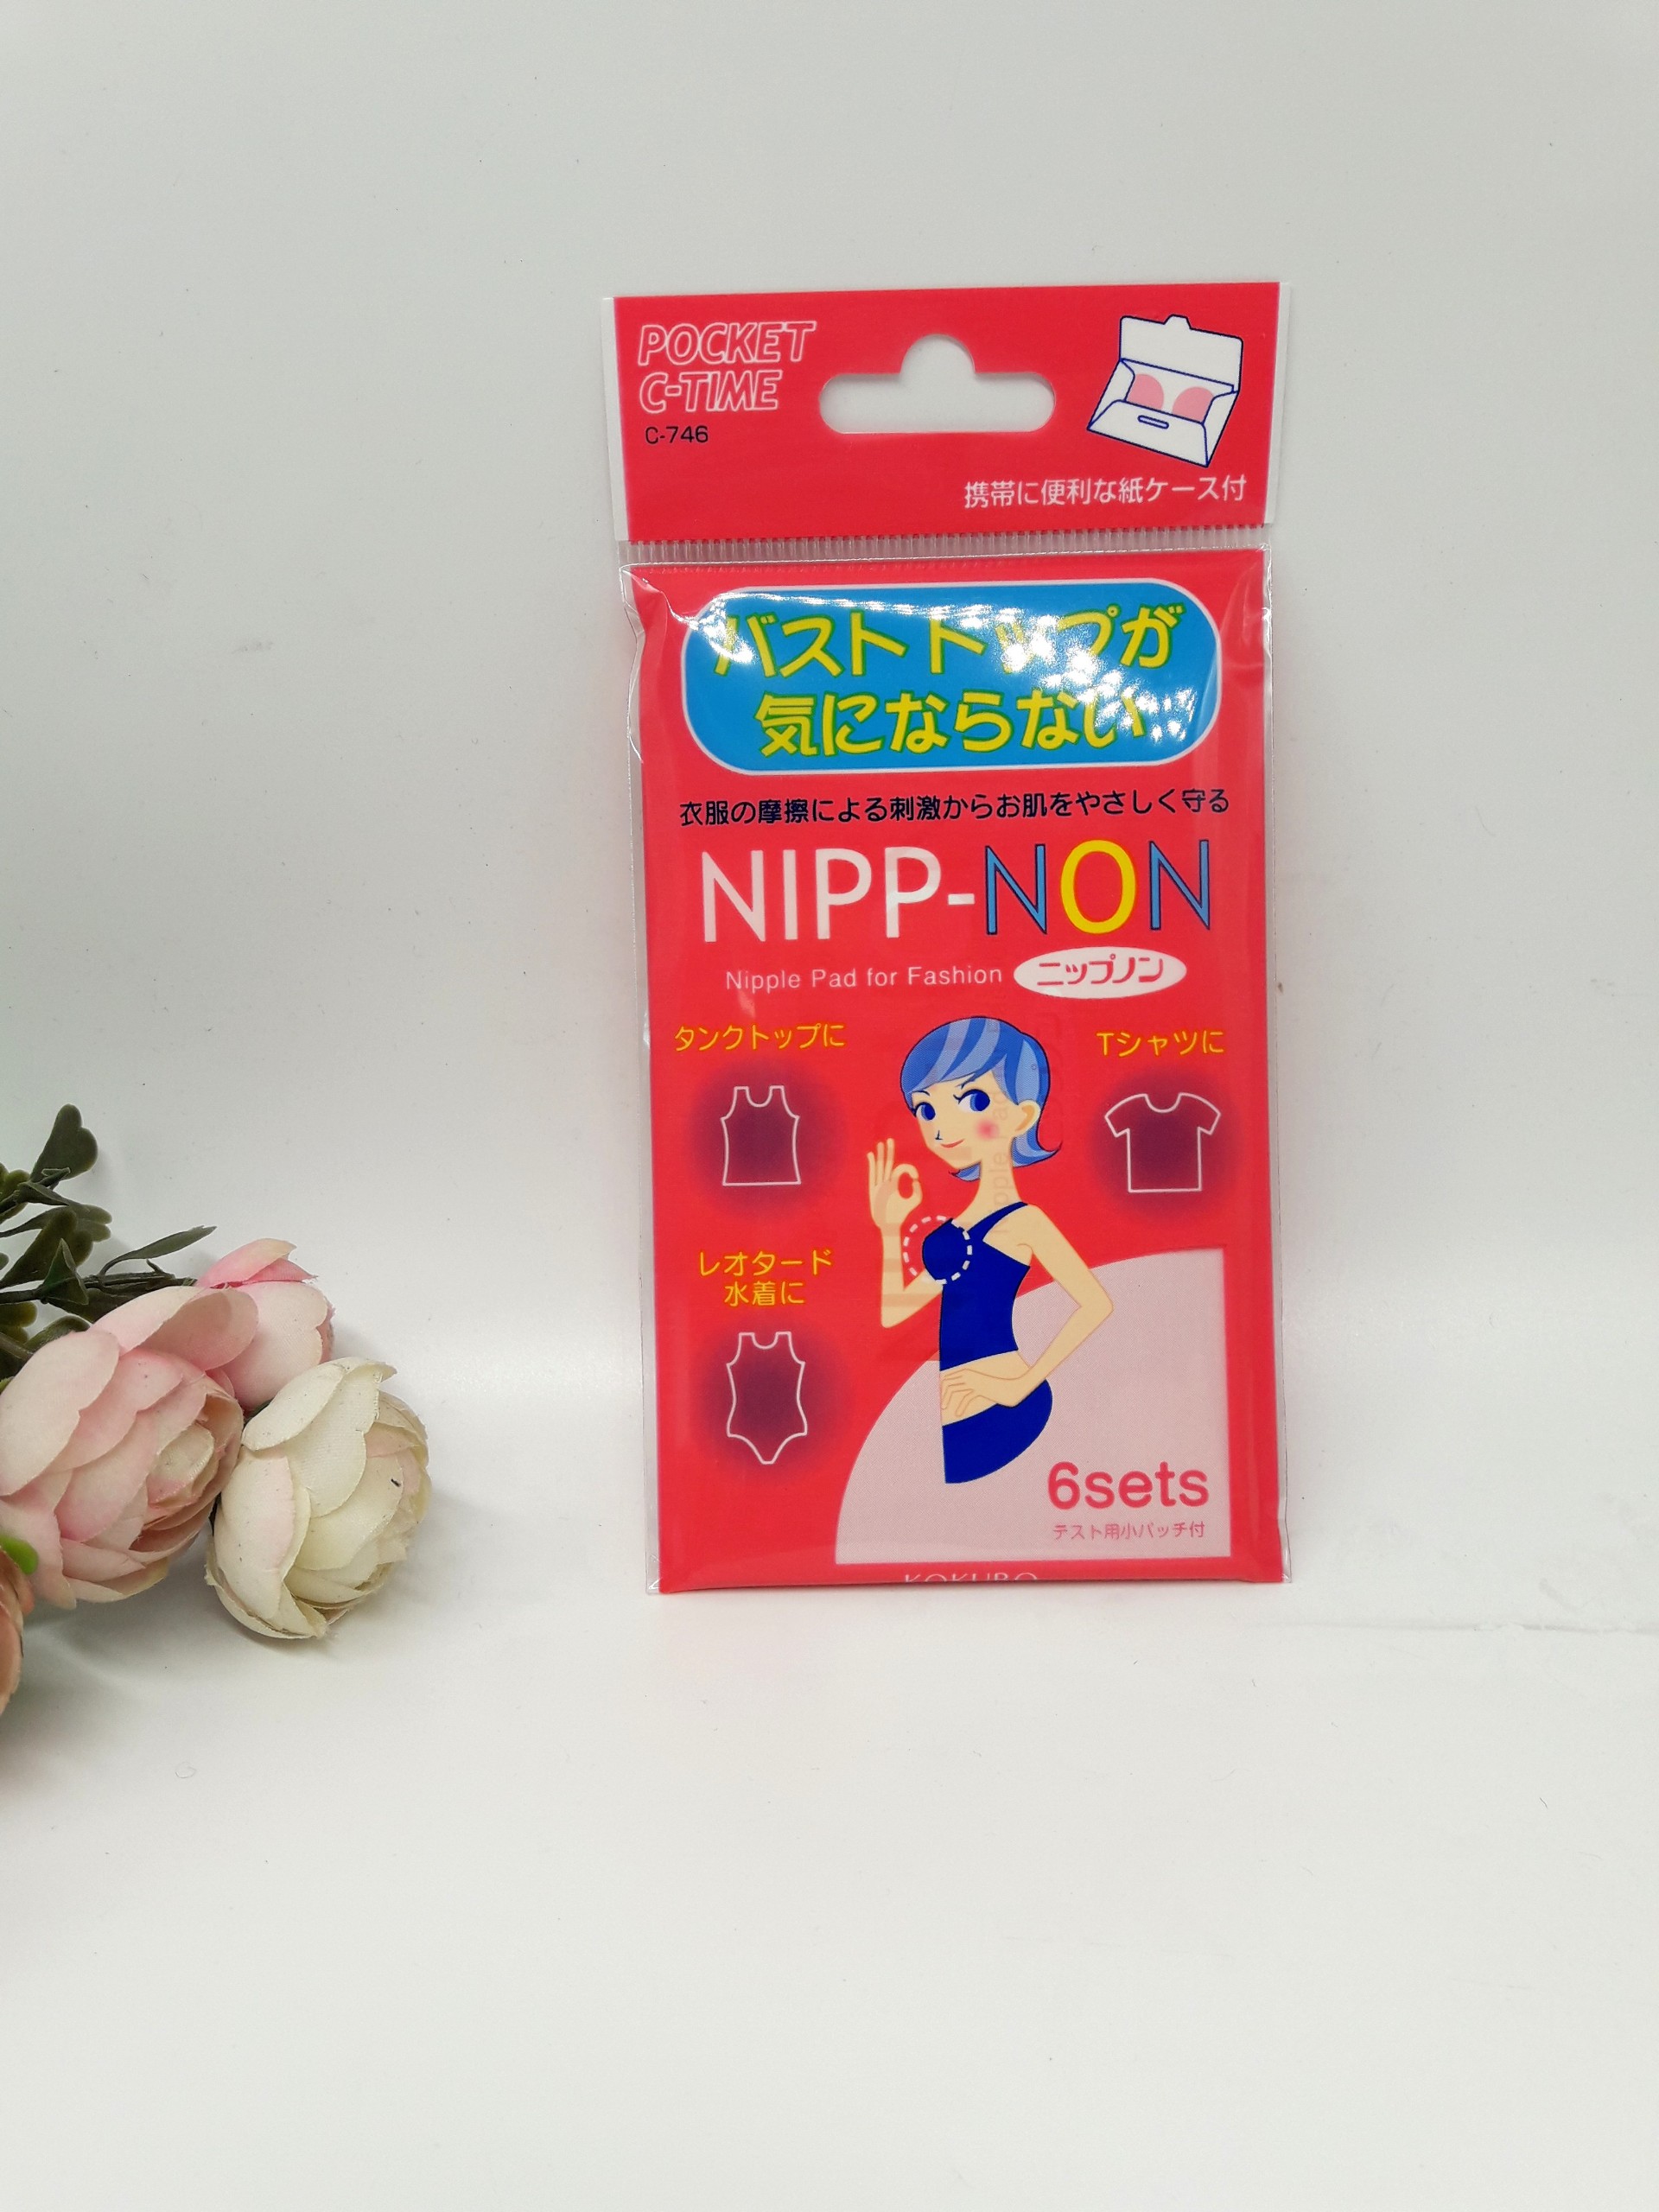 POCKET
C-TIME
C-746
携帯に便利な紙ケース付
バストトップが
気にならない
衣服の摩擦による刺激からお肌をやさしく守る
NIPP-NON
Nipple Pad for Fashion ニップノン
タンクトップに
Tシャツに
レオタード
水着に
6sets
テスト用小パッチ付
KOKUBO